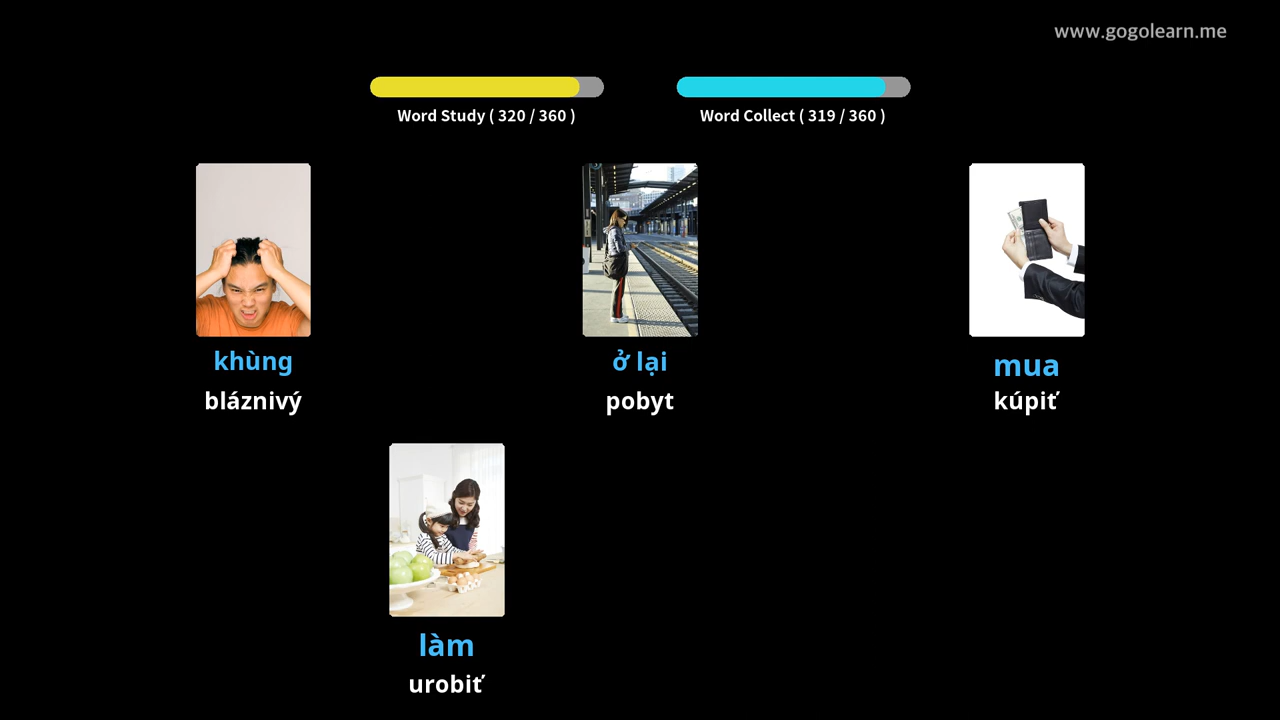 www.gogolearn.me
Word Study ( 320 / 360 )
Word Collect ( 319 / 360 )
khùng
ở lại
mua
bláznivý
pobyt
kúpiť
làm
urobiť